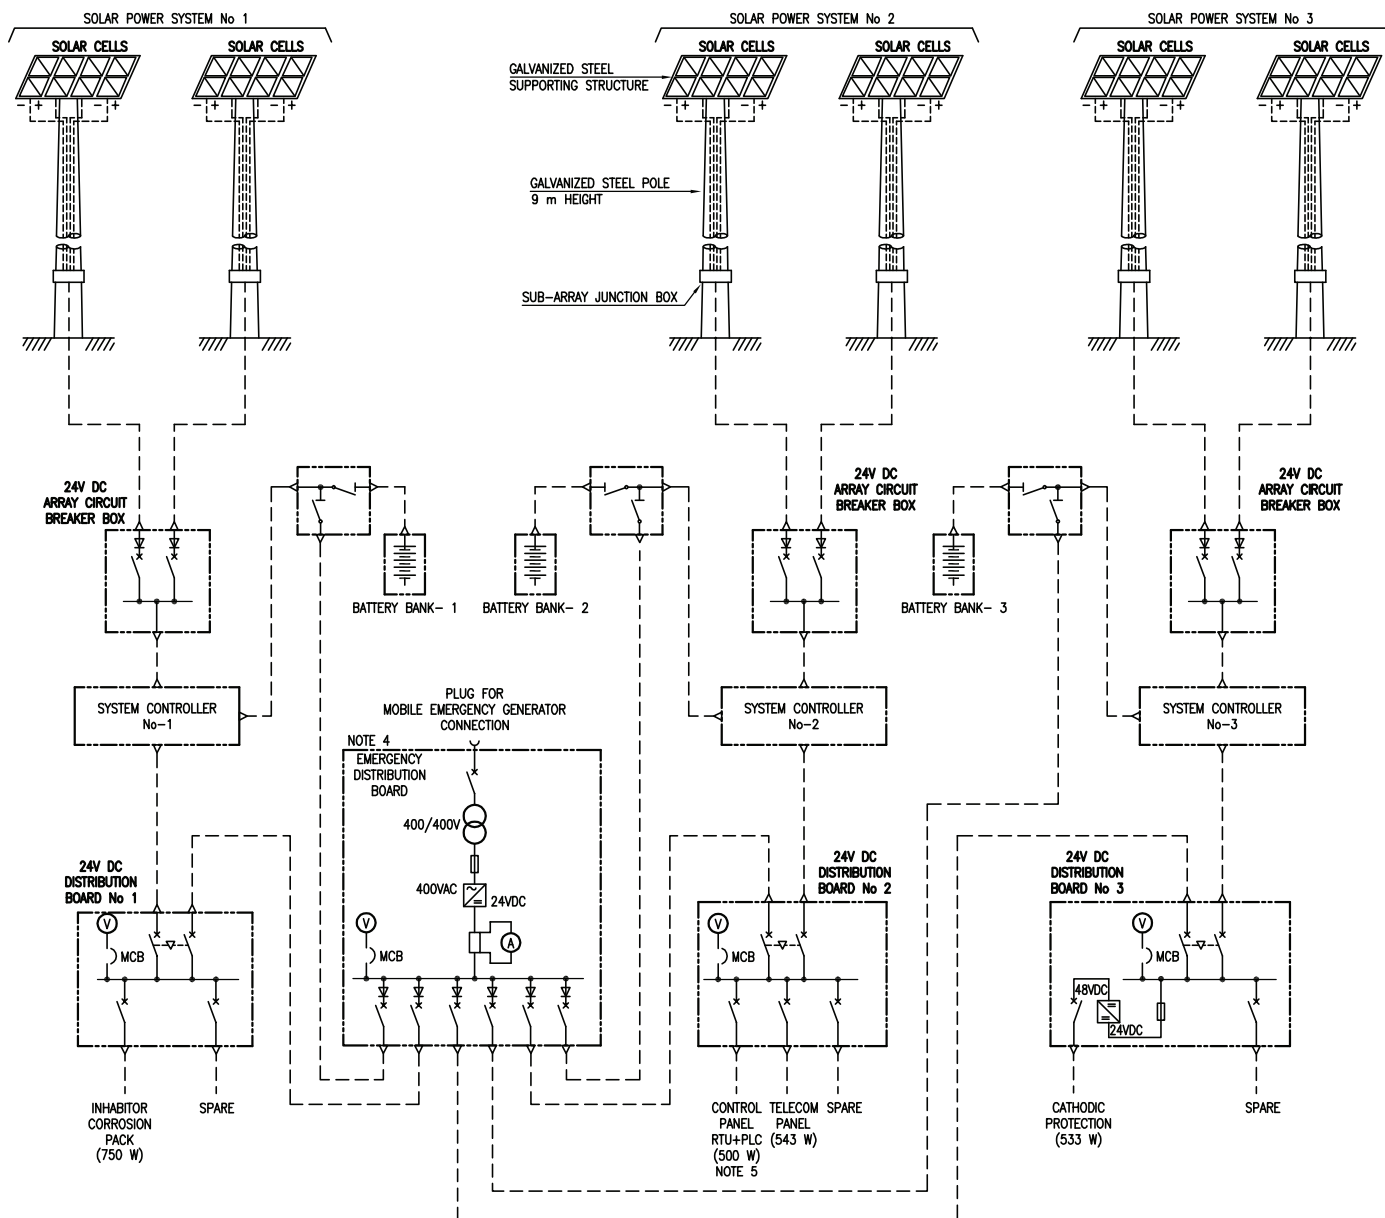 SOLAR POWER SYSTEM No 1
SOLAR POWER SYSTEM No 2
SOLAR POWER SYSTEM No 3
SOLAR CELLS
SOLAR CELLS
SOLAR CELLS
SOLAR CELLS
SOLAR CELLS
SOLAR CELLS
GALVANIZED STEEL
SUPPORTING STRUCTURE
- + - +
- + - +
- + - +
- + - +
- + - +
- + - +
GALVANIZED STEEL POLE
9 m HEIGHT
SUB-ARRAY JUNCTION BOX
24V DC
ARRAY CIRCUIT
BREAKER BOX
24V DC
ARRAY CIRCUIT
BREAKER BOX
24V DC
ARRAY CIRCUIT
BREAKER BOX
BATTERY BANK- 1
BATTERY BANK- 2
BATTERY BANK- 3
SYSTEM CONTROLLER
No-1
SYSTEM CONTROLLER
No-2
SYSTEM CONTROLLER
No-3
PLUG FOR
MOBILE EMERGENCY GENERATOR
CONNECTION
NOTE 4
EMERGENCY
DISTRIBUTION
BOARD
400/400V
400VAC
24VDC
V
MCB
A
24V DC
DISTRIBUTION
BOARD No 1
V
MCB
24V DC
DISTRIBUTION
BOARD No 2
V
MCB
24V DC
DISTRIBUTION
BOARD No 3
V
MCB
48VDC
24VDC
INHABITOR
CORROSION
PACK
(750 W)
SPARE
CONTROL
PANEL
RTU+PLC
(500 W)
NOTE 5
TELECOM
PANEL
(543 W)
SPARE
CATHODIC
PROTECTION
(533 W)
SPARE